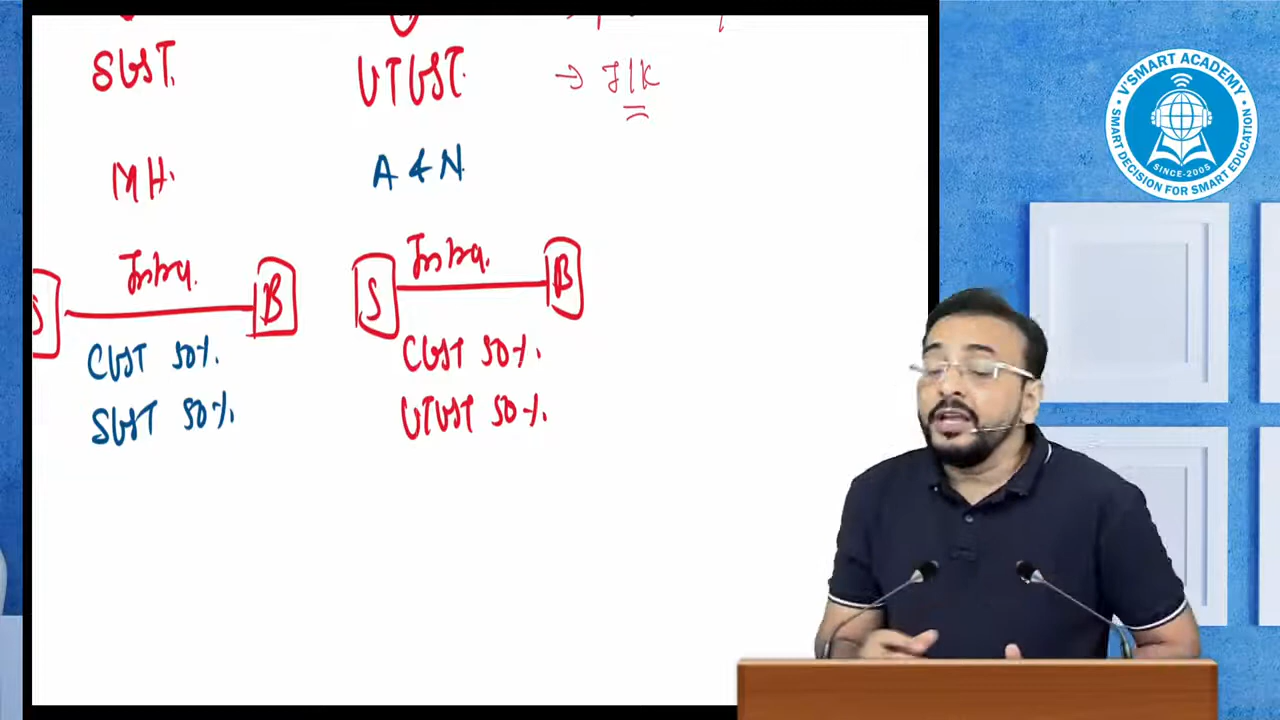 SGST.
UTGST.
→ J/K
MH.
A & N.
Intra.
Intra.
S
B
S
B
CGST 50%.
CGST 50%.
SGST 50%.
UTGST 50%.
V'SMART ACADEMY
SINCE-2005
SMART DECISION FOR SMART EDUCATION